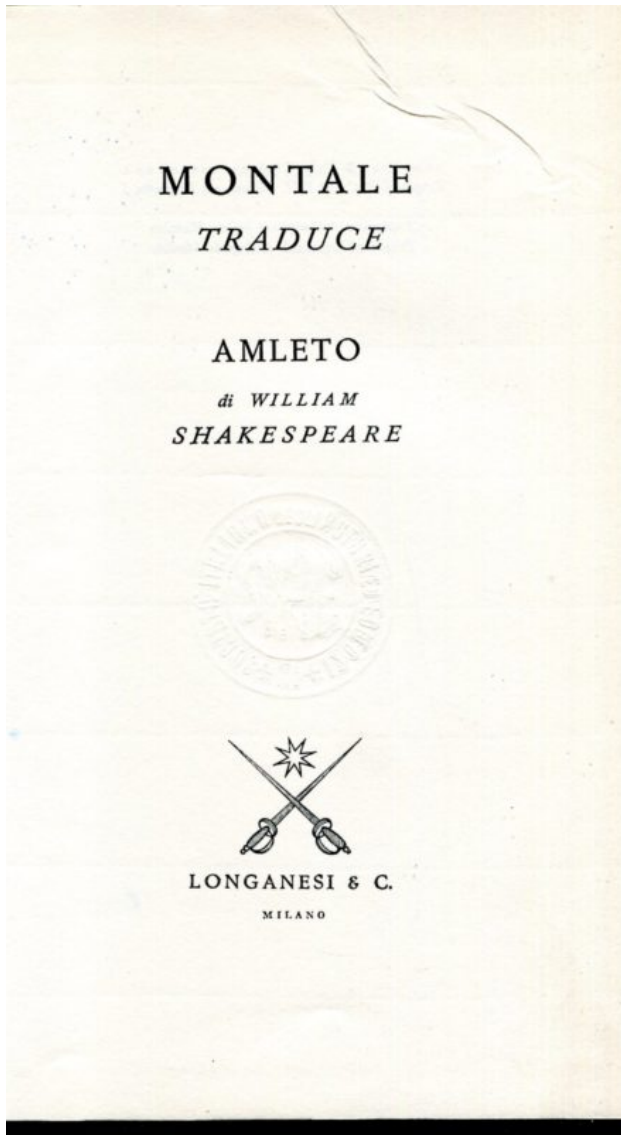 MONTALE
TRADUCE
AMLETO
di WILLIAM
SHAKESPEARE
LONGANESI & C.
MILANO